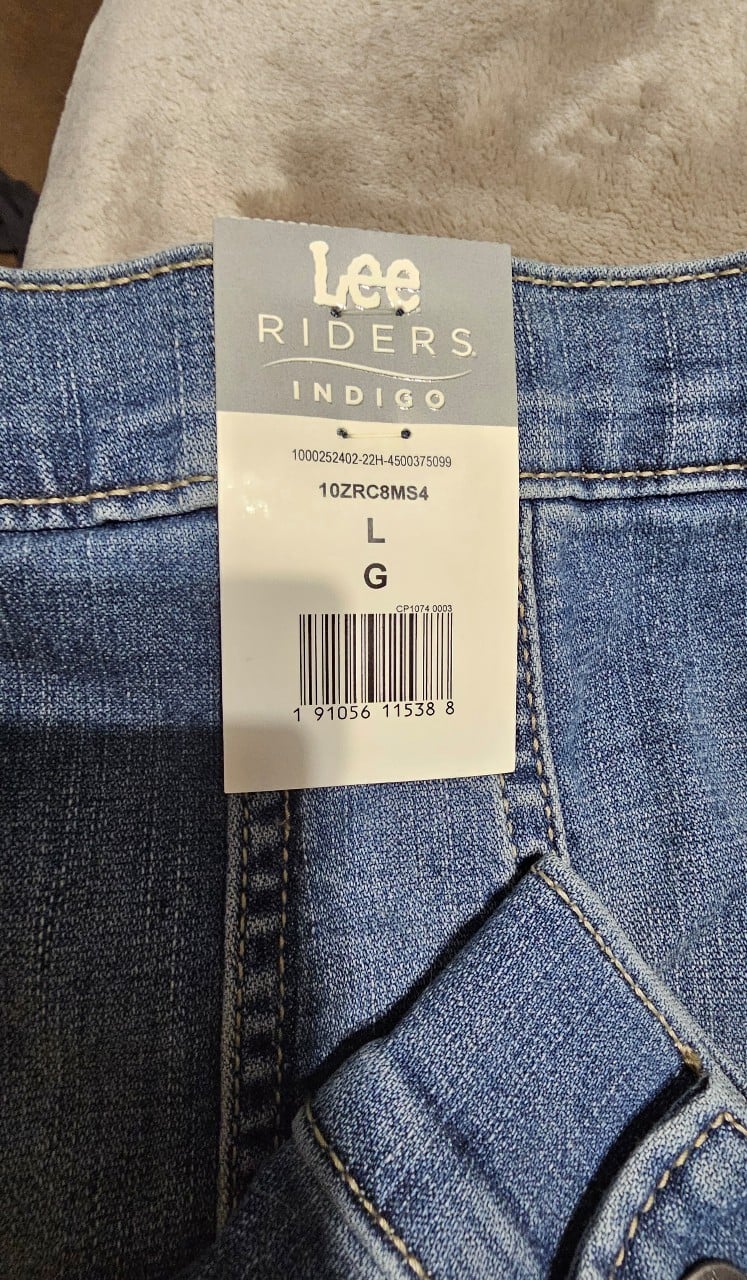 Lee
RIDERS
INDIGO
1000252402-22H-4500375099
10ZRC8MS4
L
G
CP1074 0003
1 91056 11538 8